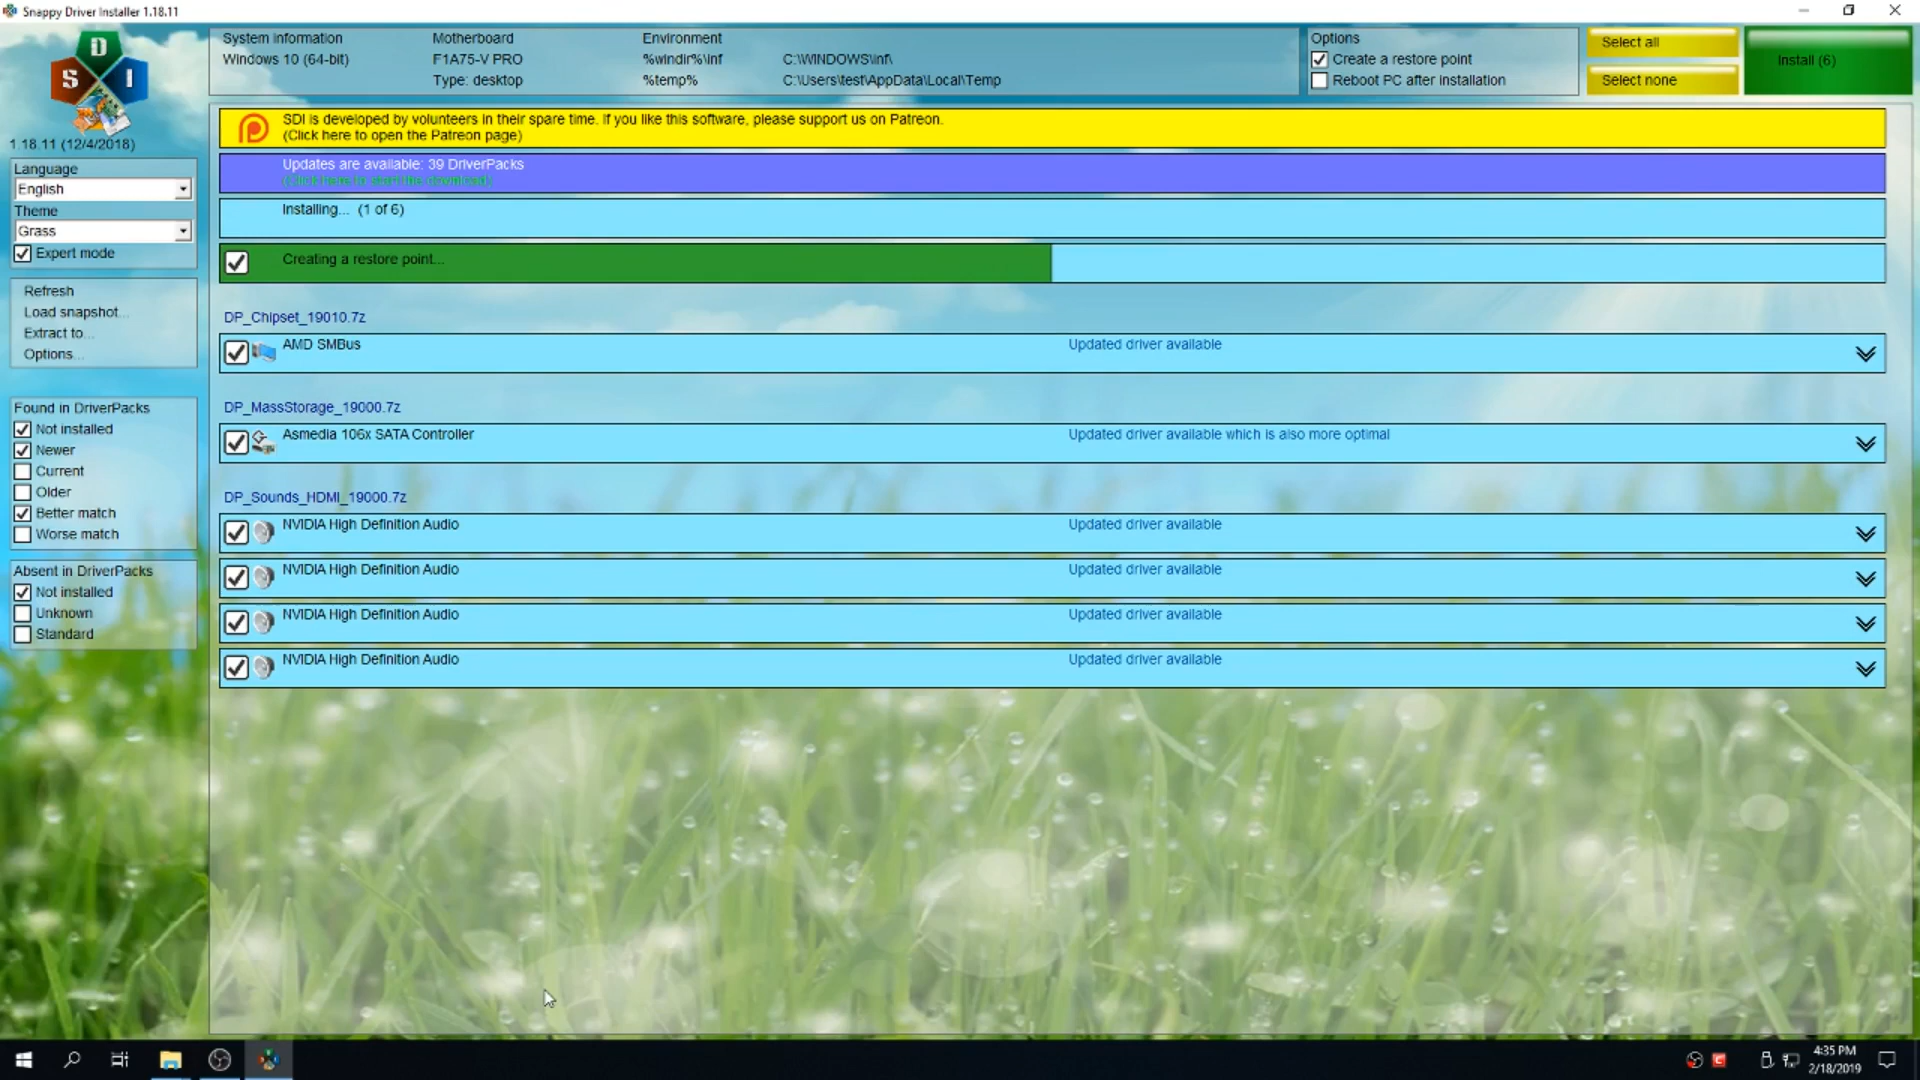 Snappy Driver Installer 1.18.11
D
S
I
1.18.11 (12/4/2018)
Language
English
Theme
Grass
Expert mode
Refresh
Load snapshot...
Extract to...
Options...
Found in DriverPacks
Not installed
Newer
Current
Older
Better match
Worse match
Absent in DriverPacks
Not installed
Unknown
Standard
System Information
Windows 10 (64-bit)
Motherboard
F1A75-V PRO
Type: desktop
Environment
%windir%\inf C:\WINDOWS\inf\
%temp% C:\Users\test\AppData\Local\Temp
Options
Create a restore point
Reboot PC after installation
Select all
Select none
Install (6)
SDI is developed by volunteers in their spare time. If you like this software, please support us on Patreon.
(Click here to open the Patreon page)
Updates are available: 39 DriverPacks
(Click here to start the download)
Installing... (1 of 6)
Creating a restore point...
DP_Chipset_19010.7z
AMD SMBus Updated driver available
DP_MassStorage_19000.7z
Asmedia 106x SATA Controller Updated driver available which is also more optimal
DP_Sounds_HDMI_19000.7z
NVIDIA High Definition Audio Updated driver available
NVIDIA High Definition Audio Updated driver available
NVIDIA High Definition Audio Updated driver available
NVIDIA High Definition Audio Updated driver available
4:35 PM
2/18/2019